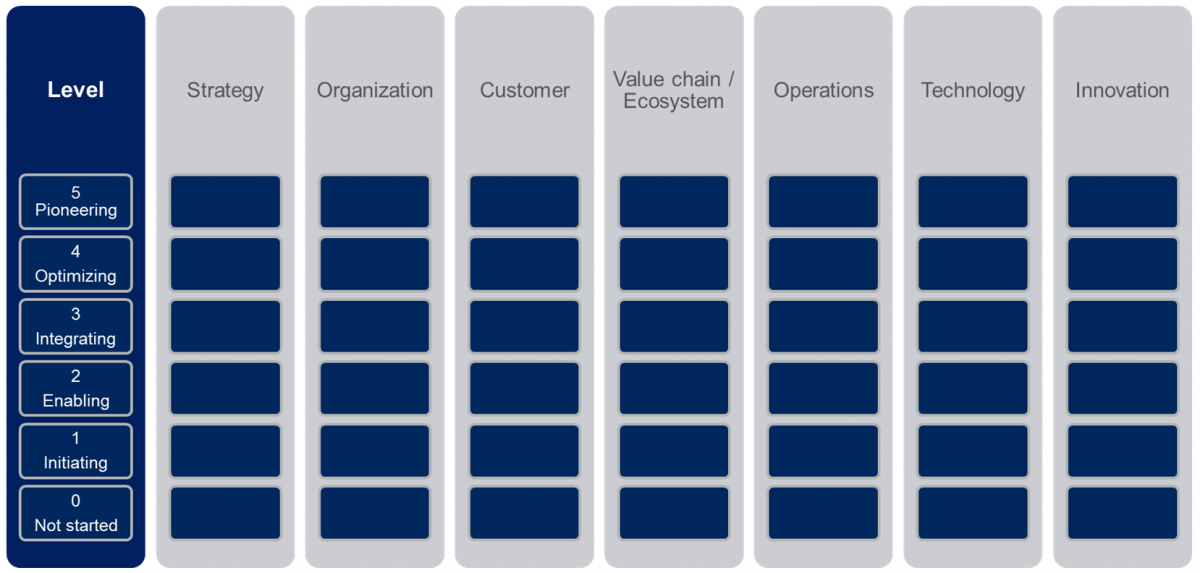 Level
Strategy
Organization
Customer
Value chain /
Ecosystem
Operations
Technology
Innovation
5
Pioneering
4
Optimizing
3
Integrating
2
Enabling
1
Initiating
0
Not started